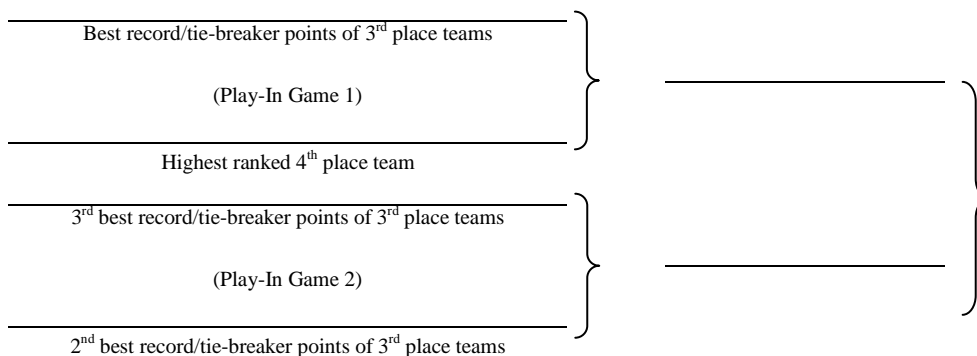 Best record/tie-breaker points of 3rd place teams
(Play-In Game 1)
Highest ranked 4th place team
3rd best record/tie-breaker points of 3rd place teams
(Play-In Game 2)
2nd best record/tie-breaker points of 3rd place teams